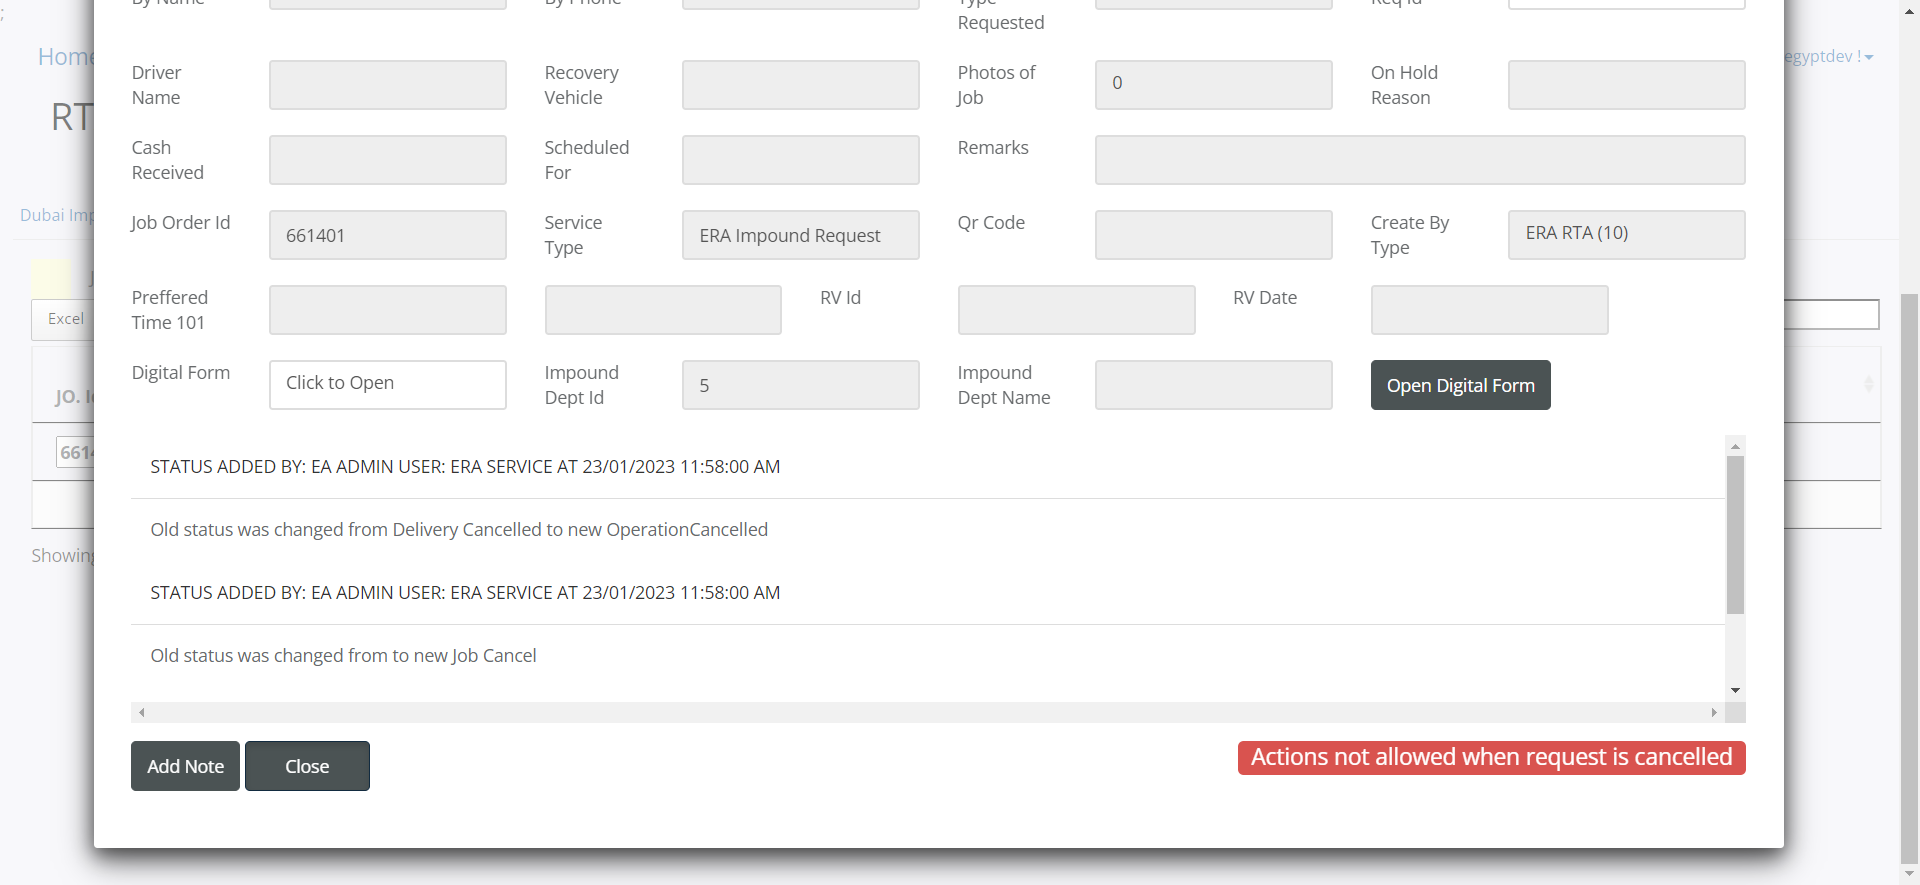 ;
By Name By Phone Type Requested Req Id
Home
egyptdev !
RT
Driver Name Recovery Vehicle Photos of Job 0 On Hold Reason
Cash Received Scheduled For Remarks
Dubai Imp
Job Order Id 661401 Service Type ERA Impound Request Qr Code Create By Type ERA RTA (10)
J
Excel
Preffered Time 101 RV Id RV Date
JO. I
Digital Form Click to Open Impound Dept Id 5 Impound Dept Name Open Digital Form
661
STATUS ADDED BY: EA ADMIN USER: ERA SERVICE AT 23/01/2023 11:58:00 AM
Old status was changed from Delivery Cancelled to new OperationCancelled
Showing
STATUS ADDED BY: EA ADMIN USER: ERA SERVICE AT 23/01/2023 11:58:00 AM
Old status was changed from to new Job Cancel
Add Note Close Actions not allowed when request is cancelled